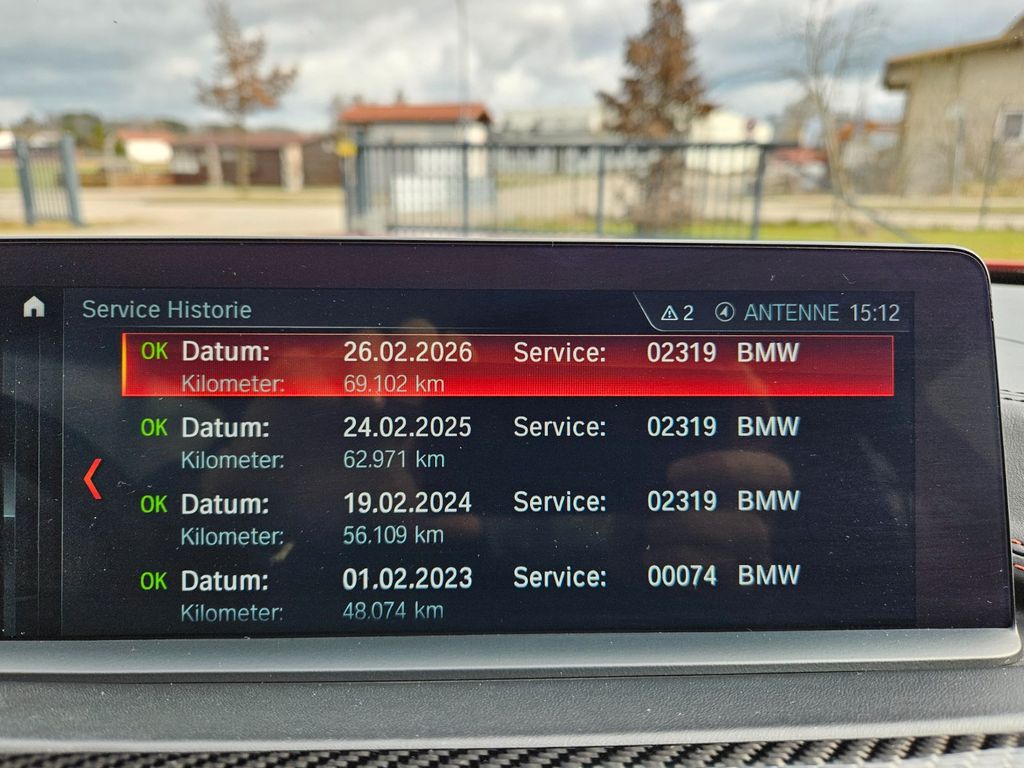 Service Historie 2 ANTENNE 15:12
OK Datum: 26.02.2026 Service: 02319 BMW
Kilometer: 69.102 km
OK Datum: 24.02.2025 Service: 02319 BMW
Kilometer: 62.971 km
OK Datum: 19.02.2024 Service: 02319 BMW
Kilometer: 56.109 km
OK Datum: 01.02.2023 Service: 00074 BMW
Kilometer: 48.074 km